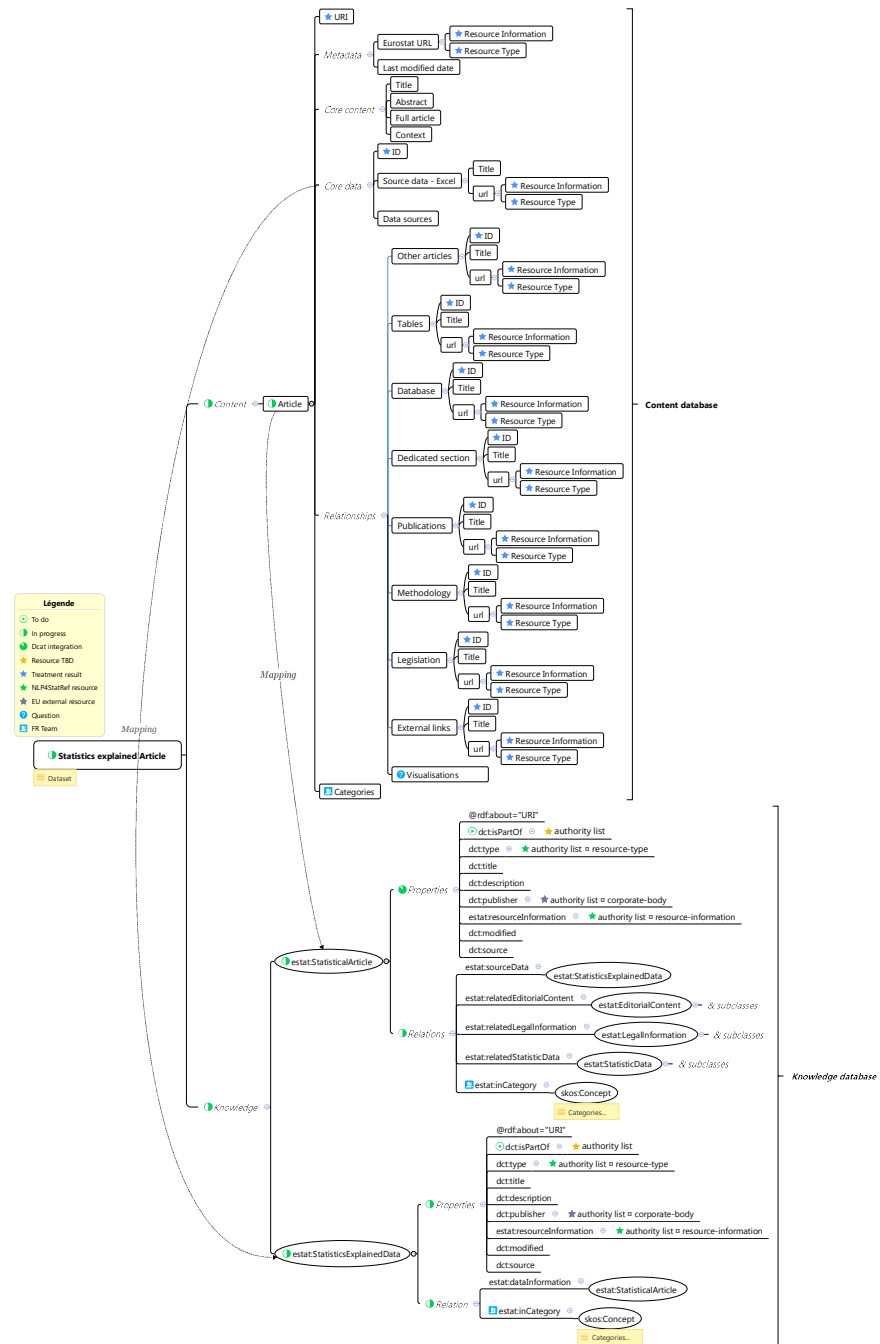 URI
Metadata
Eurostat URL
Resource Information
Resource Type
Last modified date
Core content
Title
Abstract
Full article
Context
Core data
ID
Source data - Excel
Title
url
Resource Information
Resource Type
Data sources
Content
Article
Relationships
Other articles
ID
Title
url
Resource Information
Resource Type
Tables
ID
Title
url
Resource Information
Resource Type
Database
ID
Title
url
Resource Information
Resource Type
Dedicated section
ID
Title
url
Resource Information
Resource Type
Publications
ID
Title
url
Resource Information
Resource Type
Methodology
ID
Title
url
Resource Information
Resource Type
Legislation
ID
Title
url
Resource Information
Resource Type
External links
ID
Title
url
Resource Information
Resource Type
Visualisations
Categories
Content database
Légende
To do
In progress
Dcat integration
Resource TBD
Treatment result
NLP4StatRef resource
EU external resource
Question
FR Team
Mapping
Mapping
Statistics explained Article
Dataset
Knowledge
estat:StatisticalArticle
Properties
@rdf:about="URI"
dct:isPartOf
authority list
dct:type
authority list ¤ resource-type
dct:title
dct:description
dct:publisher
authority list ¤ corporate-body
estat:resourceInformation
authority list ¤ resource-information
dct:modified
dct:source
Relations
estat:sourceData
estat:StatisticsExplainedData
estat:relatedEditorialContent
estat:EditorialContent
& subclasses
estat:relatedLegalInformation
estat:LegalInformation
& subclasses
estat:relatedStatisticData
estat:StatisticData
& subclasses
estat:inCategory
skos:Concept
Categories...
Knowledge database
estat:StatisticsExplainedData
Properties
@rdf:about="URI"
dct:isPartOf
authority list
dct:type
authority list ¤ resource-type
dct:title
dct:description
dct:publisher
authority list ¤ corporate-body
estat:resourceInformation
authority list ¤ resource-information
dct:modified
dct:source
Relation
estat:dataInformation
estat:StatisticalArticle
estat:inCategory
skos:Concept
Categories...